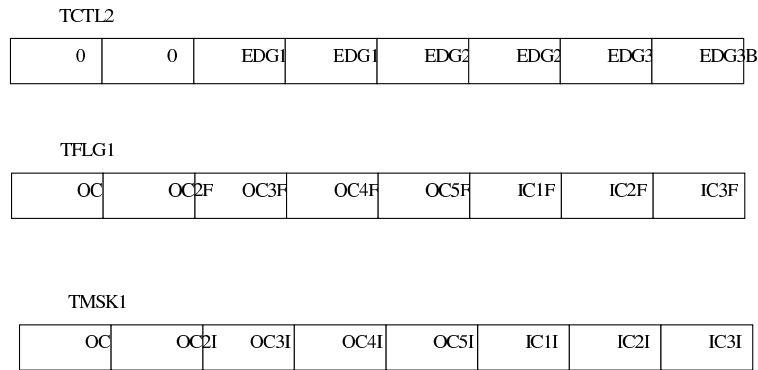 TCTL2
0 0 EDG1 EDG1 EDG2 EDG2 EDG3 EDG3B
TFLG1
OC OC2F OC3F OC4F OC5F IC1F IC2F IC3F
TMSK1
OC OC2I OC3I OC4I OC5I IC1I IC2I IC3I